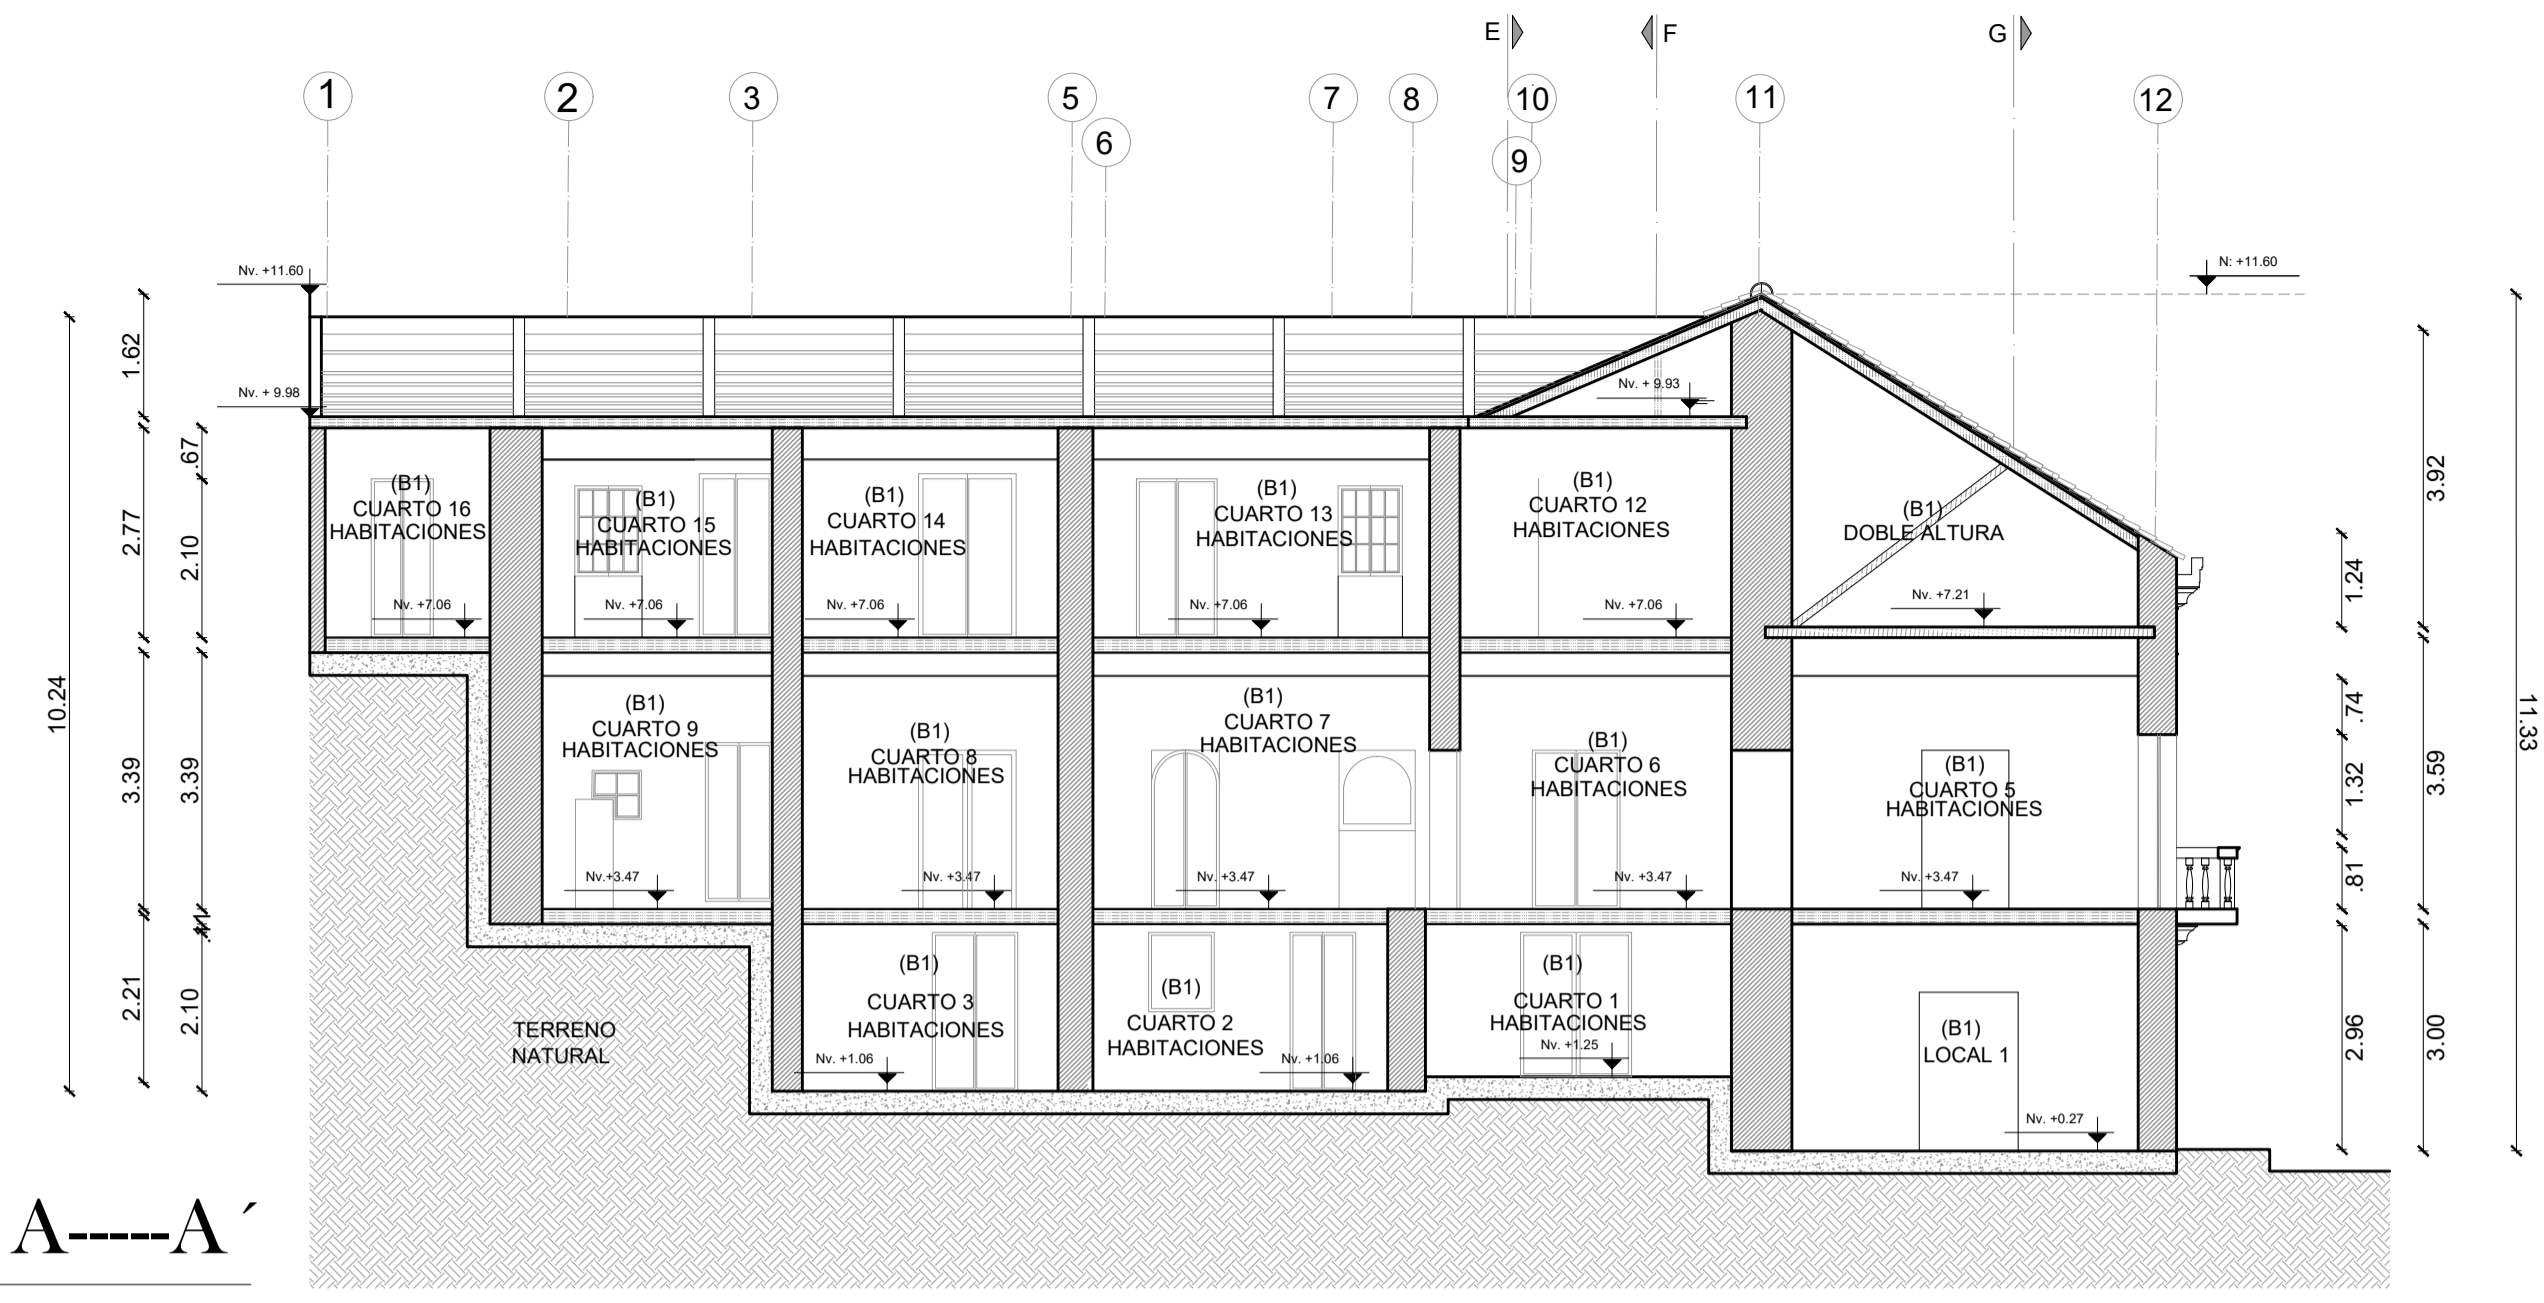 E
F
G
1
2
3
5
6
7
8
9
10
11
12
Nv. +11.60
N: +11.60
Nv. + 9.98
Nv. + 9.93
(B1)
CUARTO 16
HABITACIONES
Nv. +7.06
(B1)
CUARTO 15
HABITACIONES
Nv. +7.06
(B1)
CUARTO 14
HABITACIONES
Nv. +7.06
(B1)
CUARTO 13
HABITACIONES
Nv. +7.06
(B1)
CUARTO 12
HABITACIONES
Nv. +7.06
(B1)
DOBLE ALTURA
Nv. +7.21
(B1)
CUARTO 9
HABITACIONES
Nv.+3.47
(B1)
CUARTO 8
HABITACIONES
Nv. +3.47
(B1)
CUARTO 7
HABITACIONES
Nv. +3.47
(B1)
CUARTO 6
HABITACIONES
Nv. +3.47
(B1)
CUARTO 5
HABITACIONES
Nv. +3.47
(B1)
CUARTO 3
HABITACIONES
Nv. +1.06
(B1)
CUARTO 2
HABITACIONES
Nv. +1.06
(B1)
CUARTO 1
HABITACIONES
Nv. +1.25
(B1)
LOCAL 1
Nv. +0.27
TERRENO
NATURAL
10.24
1.62
2.77
3.39
2.21
.67
2.10
3.39
2.10
1.24
.74
1.32
.81
2.96
3.92
3.59
3.00
11.33
A-----A´